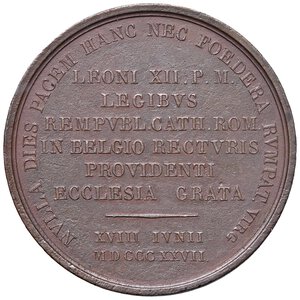 NVLLA DIES PACEM HANC NEC FOEDERA RVMPAT. VIRG
LEONI XII. P. M.
LEGIBVS
REMPVBL. CATH. ROM.
IN BELGIO RECTVRIS
PROVIDENTI
ECCLESIA GRATA
XVIII IVNII
MDCCCXXVII.